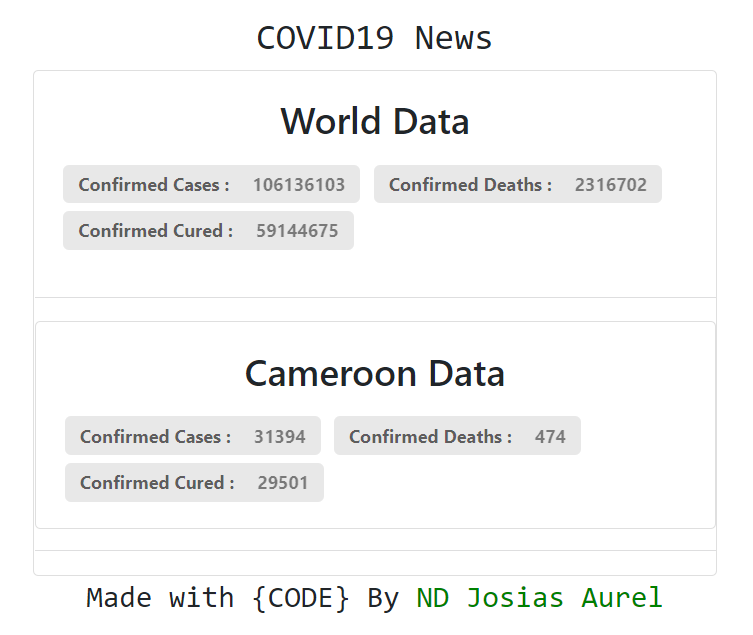 COVID19 News
World Data
Confirmed Cases : 106136103 Confirmed Deaths : 2316702
Confirmed Cured : 59144675
Cameroon Data
Confirmed Cases : 31394 Confirmed Deaths : 474
Confirmed Cured : 29501
Made with {CODE} By ND Josias Aurel